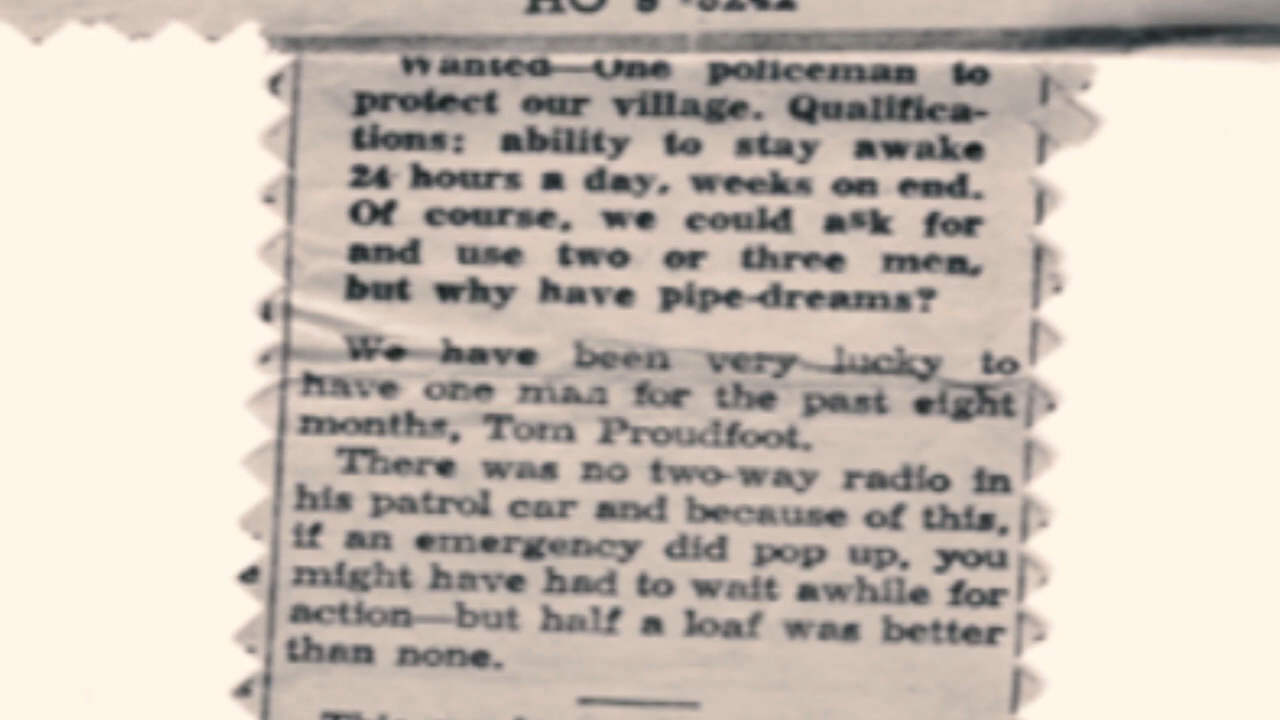 Wanted—One policeman to
protect our village. Qualifica-
tions: ability to stay awake
24 hours a day, weeks on end.
Of course, we could ask for
and use two or three men,
but why have pipe-dreams?
We have been very lucky to
have one man for the past eight
months, Tom Proudfoot.
There was no two-way radio in
his patrol car and because of this,
if an emergency did pop up, you
might have had to wait awhile for
action—but half a loaf was better
than none.